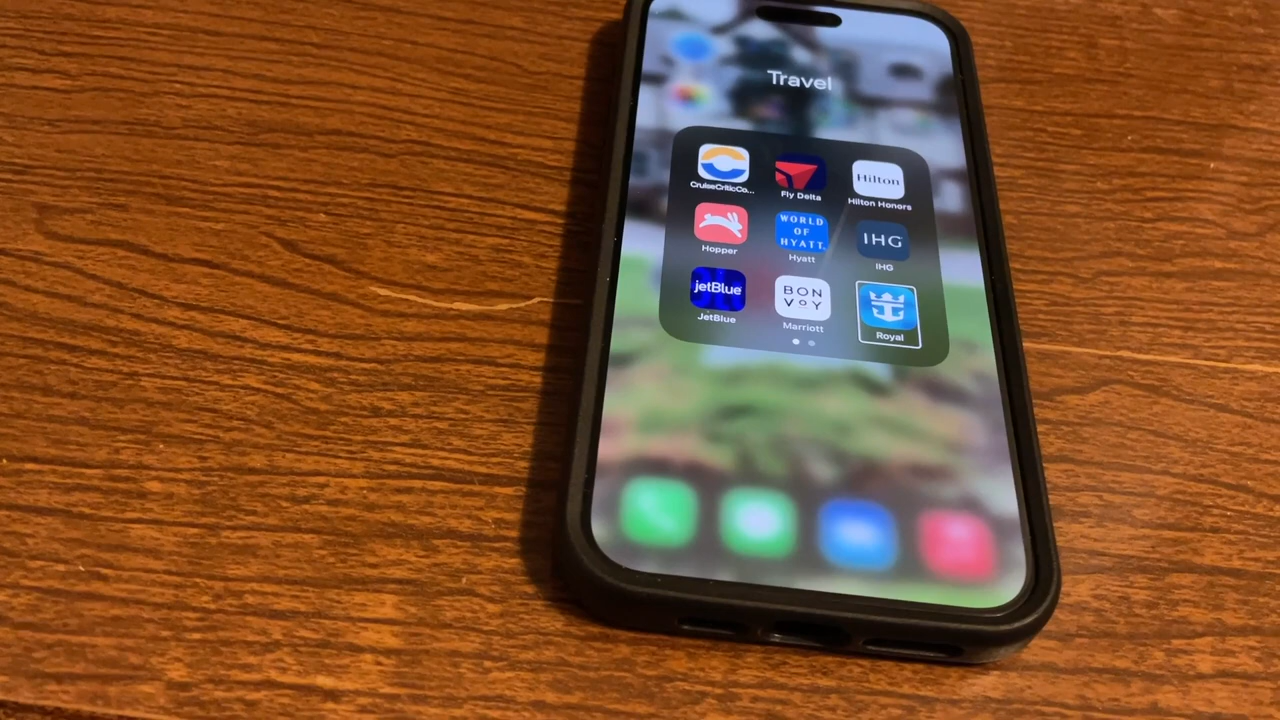 Travel
CruiseCriticCo...
Fly Delta
Hilton
Hilton Honors
Hopper
WORLD
OF
HYATT
Hyatt
IHG
IHG
jetBlue
JetBlue
BON
VOY
Marriott
Royal